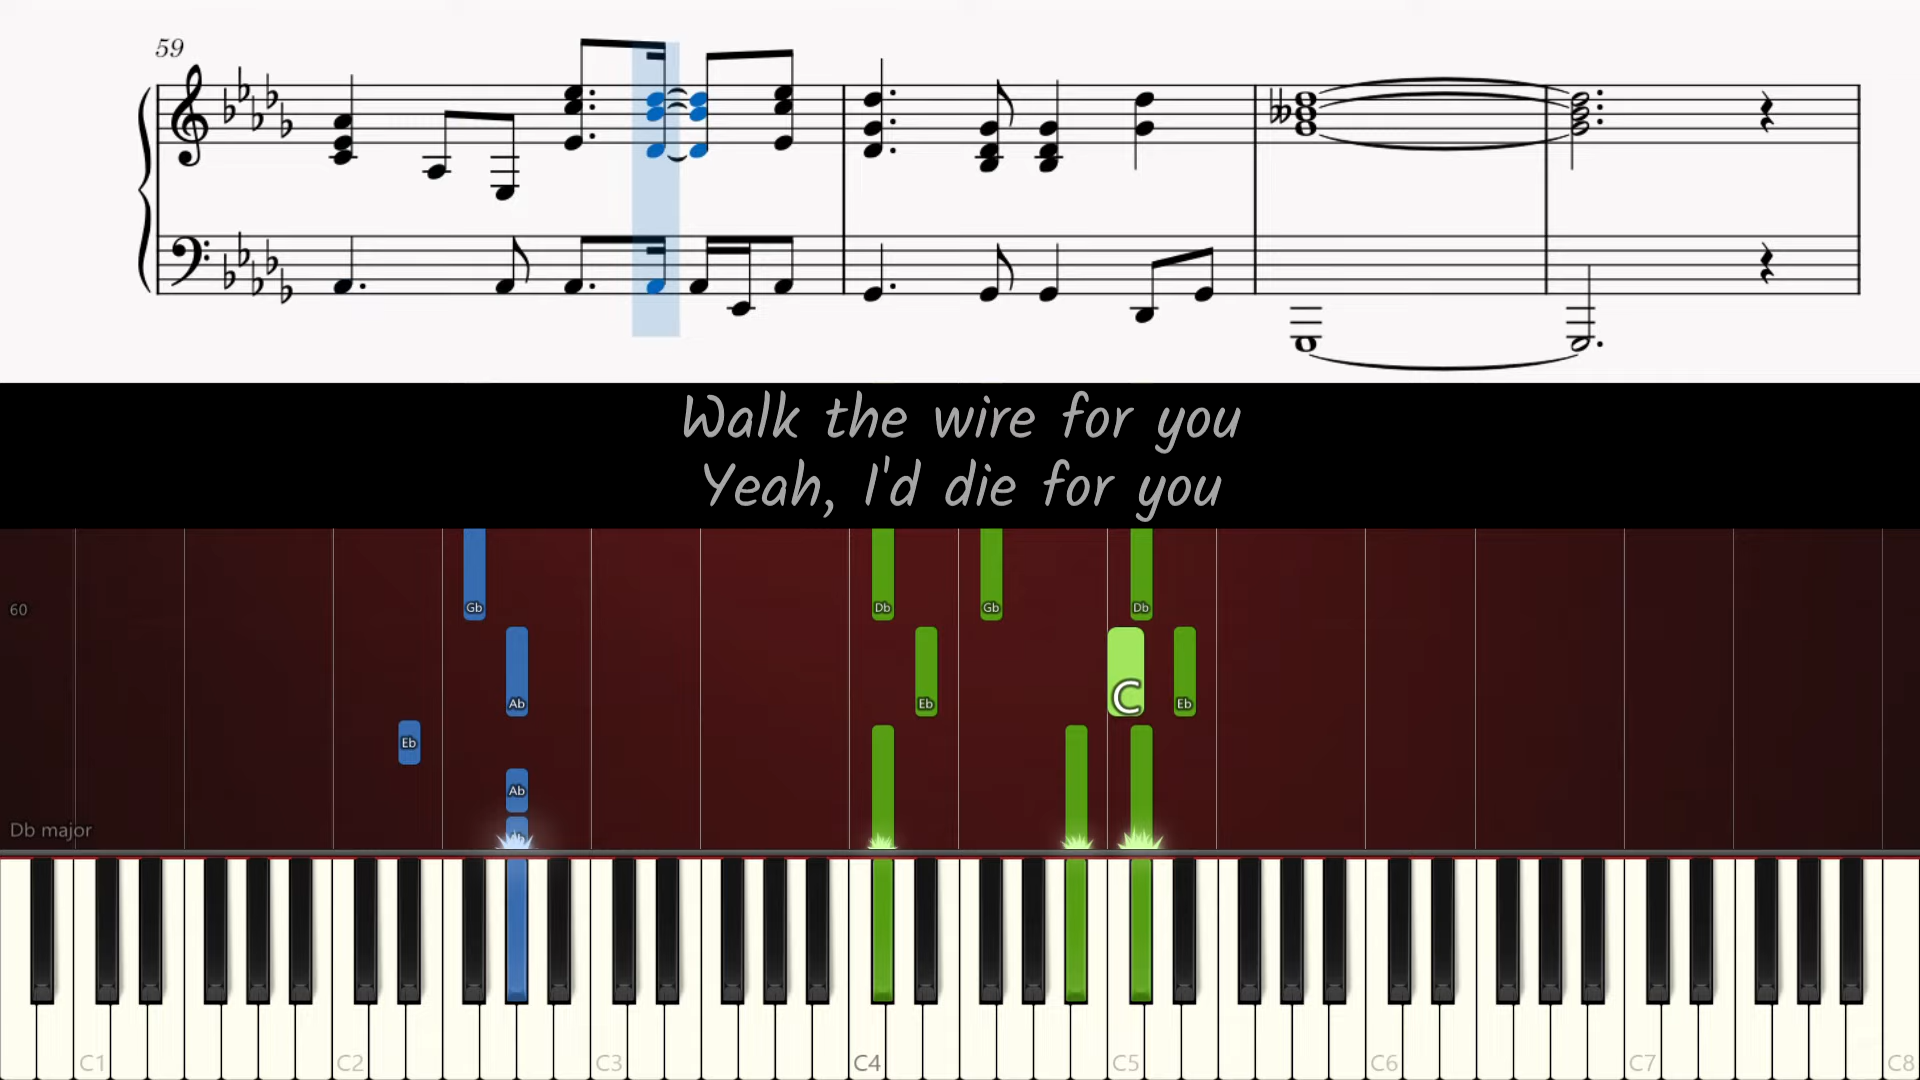 59
Walk the wire for you
Yeah, I'd die for you
Db Gb Db
Gb
60
C
Ab Eb Eb
Eb
Ab
Db major
C1 C2 C3 C4 C5 C6 C7 C8